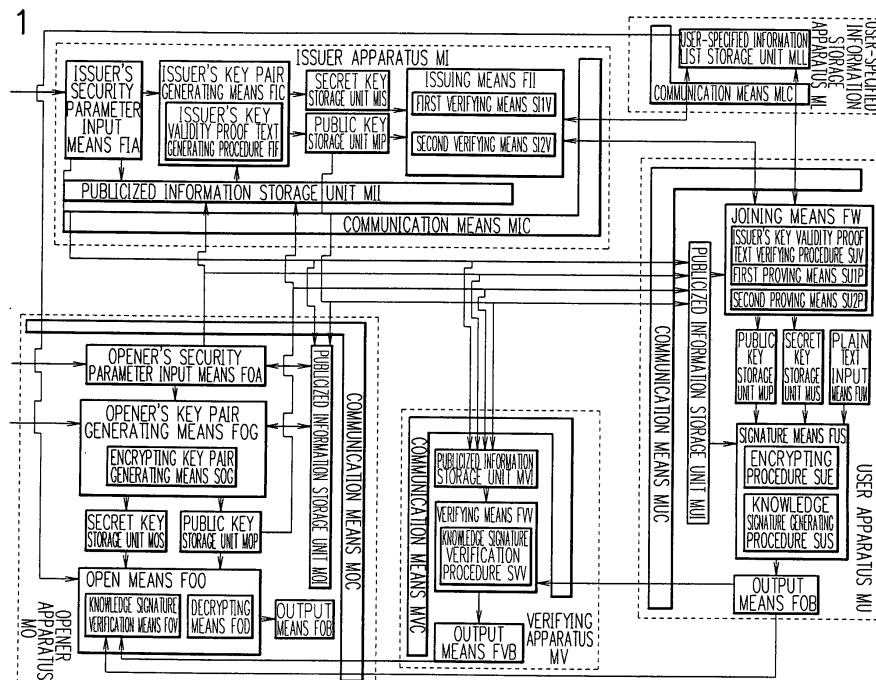 1
ISSUER APPARATUS MI
ISSUER'S
SECURITY
PARAMETER
INPUT
MEANS FIA
ISSUER'S KEY PAIR
GENERATING MEANS FIC
ISSUER'S KEY
VALIDITY PROOF TEXT
GENERATING PROCEDURE FIF
SECRET KEY
STORAGE UNIT MIS
PUBLIC KEY
STORAGE UNIT MIP
ISSUING MEANS FII
FIRST VERIFYING MEANS SI1V
SECOND VERIFYING MEANS SI2V
PUBLICIZED INFORMATION STORAGE UNIT MII
COMMUNICATION MEANS MIC
USER-SPECIFIED INFORMATION
LIST STORAGE UNIT MLL
COMMUNICATION MEANS MLC
USER-SPECIFIED
INFORMATION
STORAGE
APPARATUS ML
JOINING MEANS FW
ISSUER'S KEY VALIDITY PROOF
TEXT VERIFYING PROCEDURE SUV
FIRST PROVING MEANS SU1P
SECOND PROVING MEANS SU2P
PUBLICIZED INFORMATION STORAGE UNIT MUI
COMMUNICATION MEANS MUC
PUBLIC
KEY
STORAGE
UNIT MUP
SECRET
KEY
STORAGE
UNIT MUS
PLAIN
TEXT
INPUT
MEANS FUM
SIGNATURE MEANS FUS
ENCRYPTING
PROCEDURE SUE
KNOWLEDGE
SIGNATURE GENERATING
PROCEDURE SUS
OUTPUT
MEANS FOB
USER APPARATUS MU
OPENER'S SECURITY
PARAMETER INPUT MEANS FOA
OPENER'S KEY PAIR
GENERATING MEANS FOG
ENCRYPTING KEY PAIR
GENERATING MEANS SOG
SECRET KEY
STORAGE UNIT MOS
PUBLIC KEY
STORAGE UNIT MOP
OPEN MEANS FOO
KNOWLEDGE SIGNATURE
VERIFICATION MEANS FOV
DECRYPTING
MEANS FOD
OUTPUT
MEANS FOB
PUBLICIZED INFORMATION STORAGE UNIT MOI
COMMUNICATION MEANS MOC
OPENER
APPARATUS
MO
COMMUNICATION MEANS MVC
PUBLICIZED INFORMATION
STORAGE UNIT MVI
VERIFYING MEANS FVV
KNOWLEDGE SIGNATURE
VERIFICATION
PROCEDURE SVV
OUTPUT
MEANS FVB
VERIFYING
APPARATUS
MV